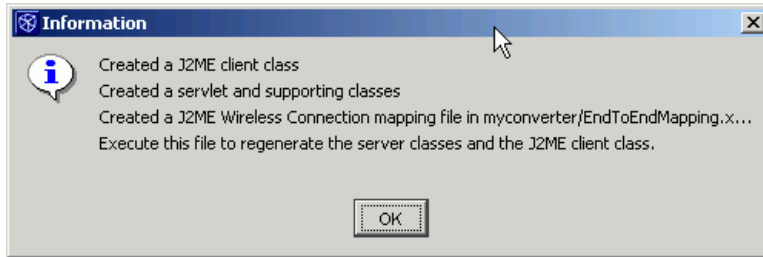 Information
Created a J2ME client class
Created a servlet and supporting classes
Created a J2ME Wireless Connection mapping file in myconverter/EndToEndMapping.x...
Execute this file to regenerate the server classes and the J2ME client class.
OK